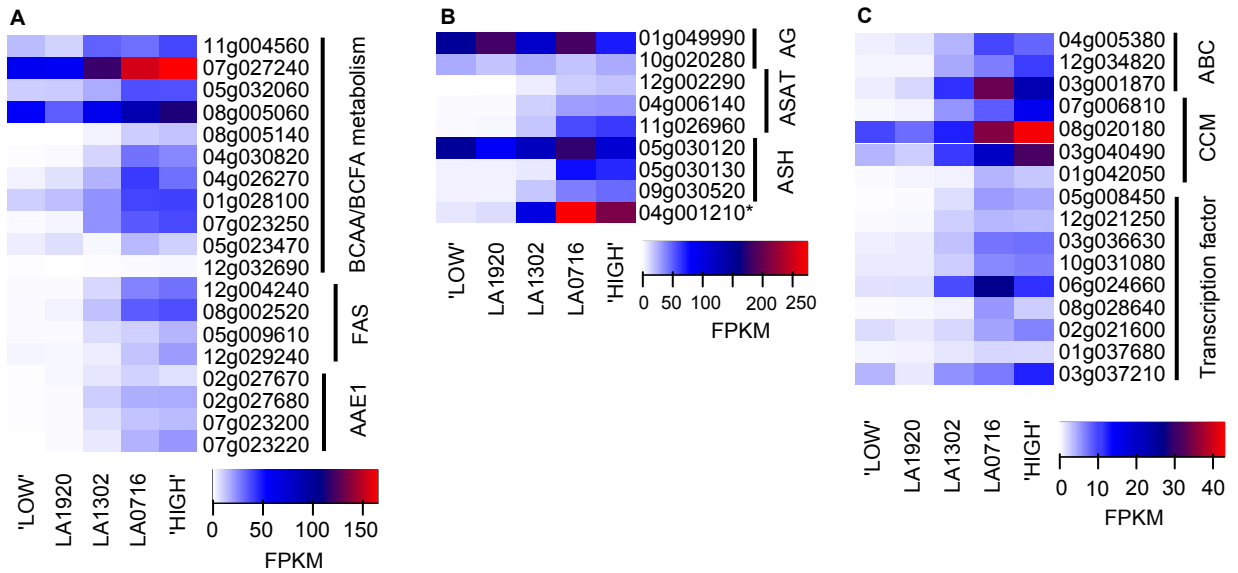 A
11g004560
07g027240
05g032060
08g005060
08g005140
04g030820
04g026270
01g028100
07g023250
05g023470
12g032690
12g004240
08g002520
05g009610
12g029240
02g027670
02g027680
07g023200
07g023220
BCAA/BCFA metabolism
FAS
AAE1
'LOW'
LA1920
LA1302
LA0716
'HIGH'
0 50 100 150
FPKM
B
01g049990
10g020280
12g002290
04g006140
11g026960
05g030120
05g030130
09g030520
04g001210*
AG
ASAT
ASH
'LOW'
LA1920
LA1302
LA0716
'HIGH'
0 100 200 250
FPKM
C
04g005380
12g034820
03g001870
07g006810
08g020180
03g040490
01g042050
05g008450
12g021250
03g036630
10g031080
06g024660
08g028640
02g021600
01g037680
03g037210
ABC
CCM
Transcription factor
'LOW'
LA1920
LA1302
LA0716
'HIGH'
0 10 20 30 40
FPKM